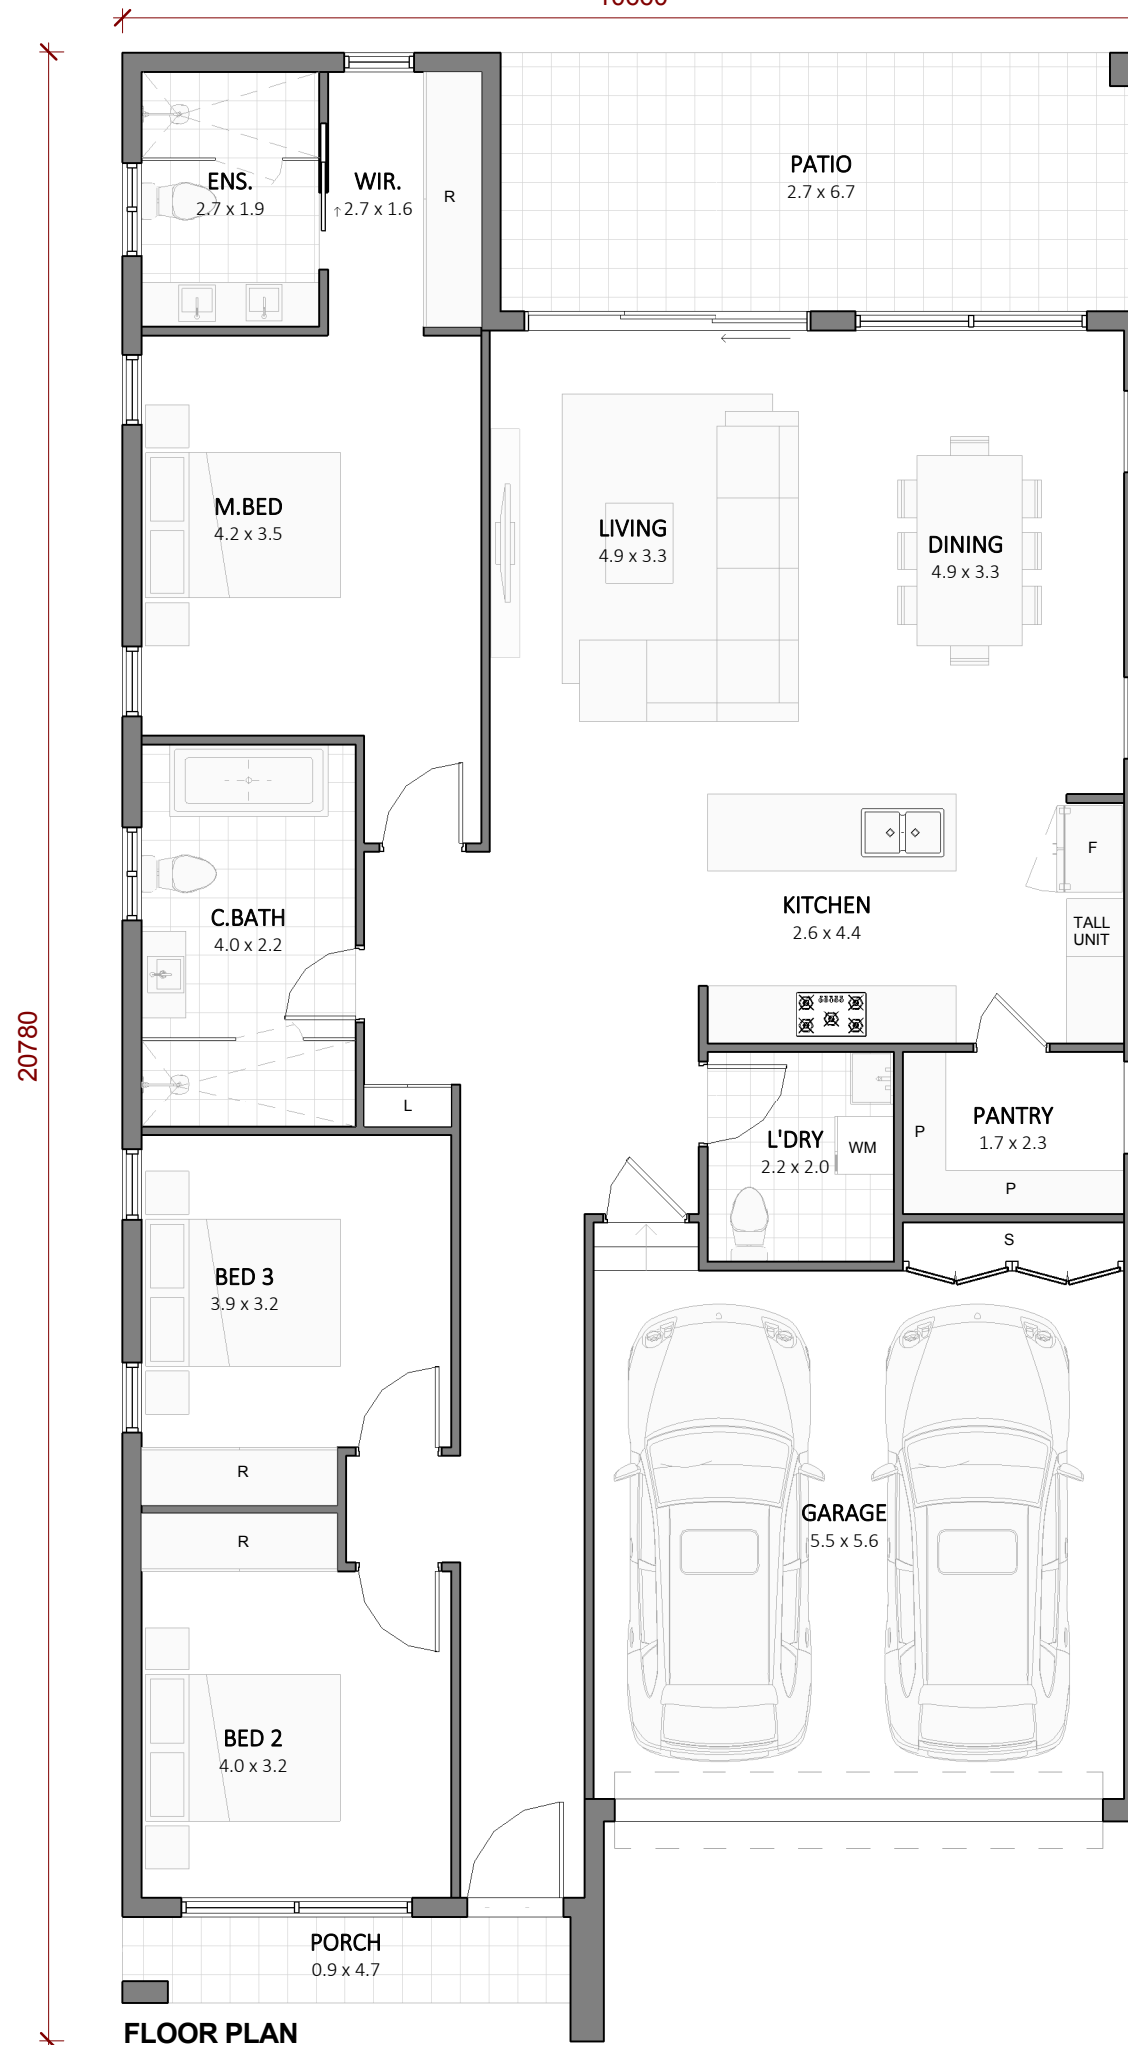 PATIO
2.7 x 6.7
ENS.
2.7 x 1.9
WIR.
↑2.7 x 1.6
R
M.BED
4.2 x 3.5
LIVING
4.9 x 3.3
DINING
4.9 x 3.3
C.BATH
4.0 x 2.2
KITCHEN
2.6 x 4.4
F
TALL
UNIT
20780
L
L'DRY
2.2 x 2.0
WM
PANTRY
1.7 x 2.3
P
P
S
BED 3
3.9 x 3.2
R
R
GARAGE
5.5 x 5.6
BED 2
4.0 x 3.2
PORCH
0.9 x 4.7
FLOOR PLAN